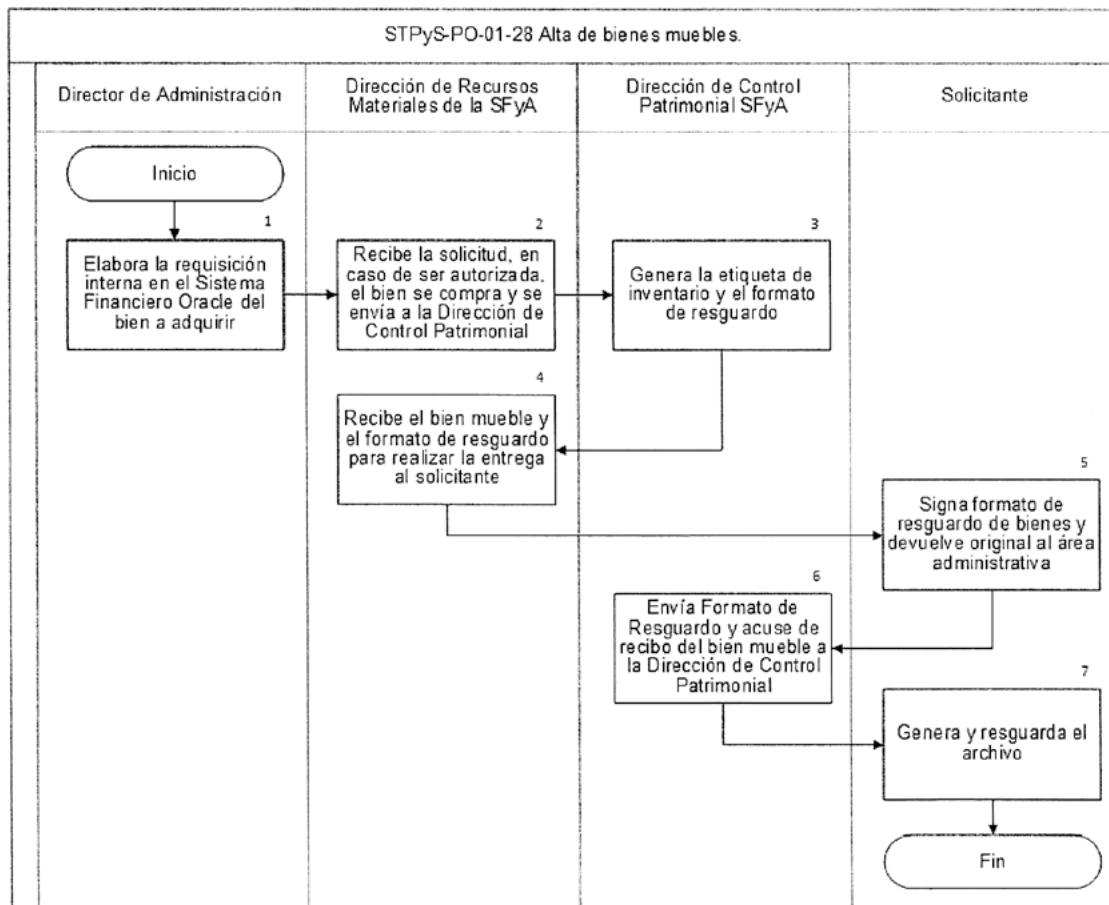 STPyS-PO-01-28 Alta de bienes muebles.
Director de Administración
Dirección de Recursos
Materiales de la SFyA
Dirección de Control
Patrimonial SFyA
Solicitante
Inicio
1
Elabora la requisición
interna en el Sistema
Financiero Oracle del
bien a adquirir
2
Recibe la solicitud, en
caso de ser autorizada,
el bien se compra y se
envía a la Dirección de
Control Patrimonial
3
Genera la etiqueta de
inventario y el formato
de resguardo
4
Recibe el bien mueble y
el formato de resguardo
para realizar la entrega
al solicitante
5
Signa formato de
resguardo de bienes y
devuelve original al área
administrativa
6
Envía Formato de
Resguardo y acuse de
recibo del bien mueble a
la Dirección de Control
Patrimonial
7
Genera y resguarda el
archivo
Fin